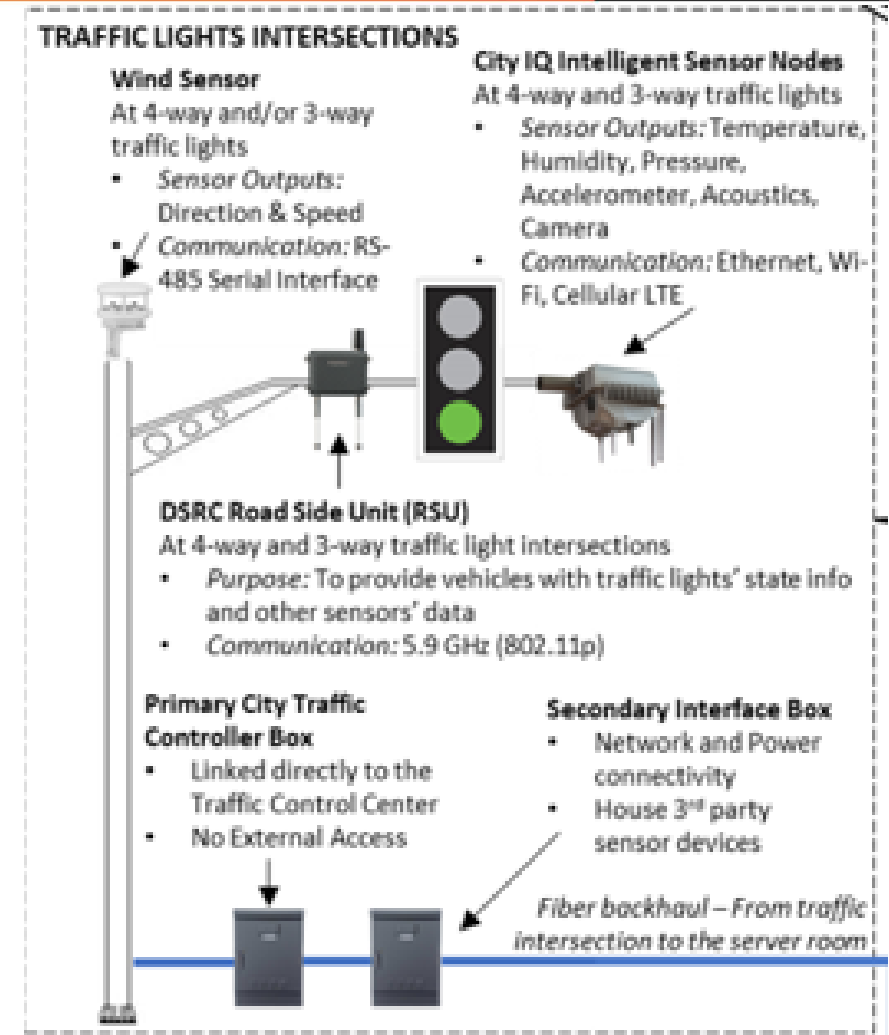 TRAFFIC LIGHTS INTERSECTIONS
Wind Sensor
At 4-way and/or 3-way
traffic lights
• Sensor Outputs:
Direction & Speed
• Communication: RS-
485 Serial Interface
City IQ Intelligent Sensor Nodes
At 4-way and 3-way traffic lights
• Sensor Outputs: Temperature,
Humidity, Pressure,
Accelerometer, Acoustics,
Camera
• Communication: Ethernet, Wi-
Fi, Cellular LTE
DSRC Road Side Unit (RSU)
At 4-way and 3-way traffic light intersections
• Purpose: To provide vehicles with traffic lights' state info
and other sensors' data
• Communication: 5.9 GHz (802.11p)
Primary City Traffic
Controller Box
• Linked directly to the
Traffic Control Center
• No External Access
Secondary Interface Box
• Network and Power
connectivity
• House 3rd party
sensor devices
Fiber backhaul – From traffic
intersection to the server room